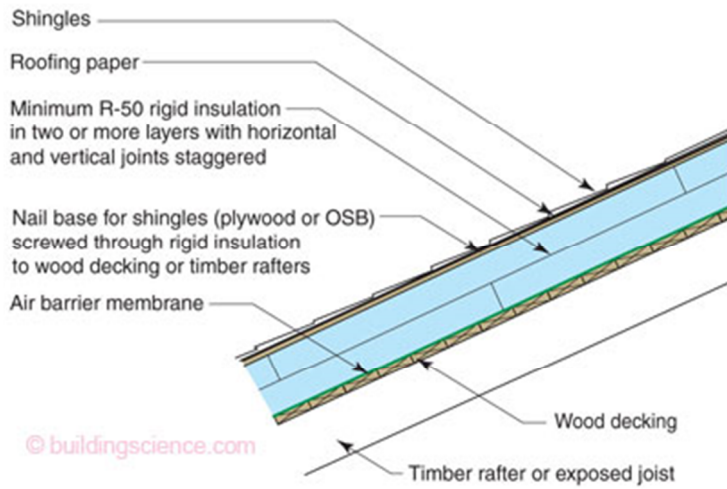 Shingles
Roofing paper
Minimum R-50 rigid insulation
in two or more layers with horizontal
and vertical joints staggered
Nail base for shingles (plywood or OSB)
screwed through rigid insulation
to wood decking or timber rafters
Air barrier membrane
Wood decking
© buildingscience.com
Timber rafter or exposed joist